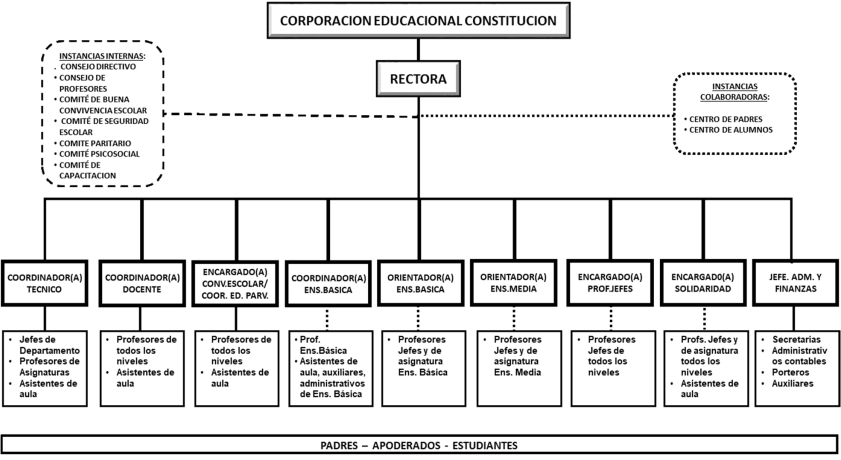 CORPORACION EDUCACIONAL CONSTITUCION
RECTORA
INSTANCIAS INTERNAS:
. CONSEJO DIRECTIVO
• CONSEJO DE
PROFESORES
• COMITÉ DE BUENA
CONVIVENCIA ESCOLAR
• COMITÉ DE SEGURIDAD
ESCOLAR
• COMITE PARITARIO
• COMITÉ PSICOSOCIAL
• COMITÉ DE
CAPACITACION
INSTANCIAS
COLABORADORAS:
• CENTRO DE PADRES
• CENTRO DE ALUMNOS
COORDINADOR(A)
TECNICO
COORDINADOR(A)
DOCENTE
ENCARGADO(A)
CONV.ESCOLAR/
COOR. ED. PARV.
COORDINADOR(A)
ENS.BASICA
ORIENTADOR(A)
ENS.BASICA
ORIENTADOR(A)
ENS.MEDIA
ENCARGADO(A)
PROF.JEFES
ENCARGAD0(A)
SOLIDARIDAD
JEFE. ADM. Y
FINANZAS
• Jefes de
Departamento
• Profesores de
Asignaturas
• Asistentes de
aula
• Profesores de
todos los
niveles
• Asistentes de
aula
• Profesores de
todos los
niveles
• Asistentes de
aula
• Prof.
Ens.Básica
• Asistentes de
aula, auxiliares,
administrativos
de Ens. Básica
• Profesores
Jefes y de
asignatura
Ens. Básica
• Profesores
Jefes y de
asignatura
Ens. Media
• Profesores
Jefes de
todos los
niveles
• Profs. Jefes y
de asignatura
todos los
niveles
• Asistentes de
aula
• Secretarias
• Administrativ
os contables
• Porteros
• Auxiliares
PADRES – APODERADOS - ESTUDIANTES